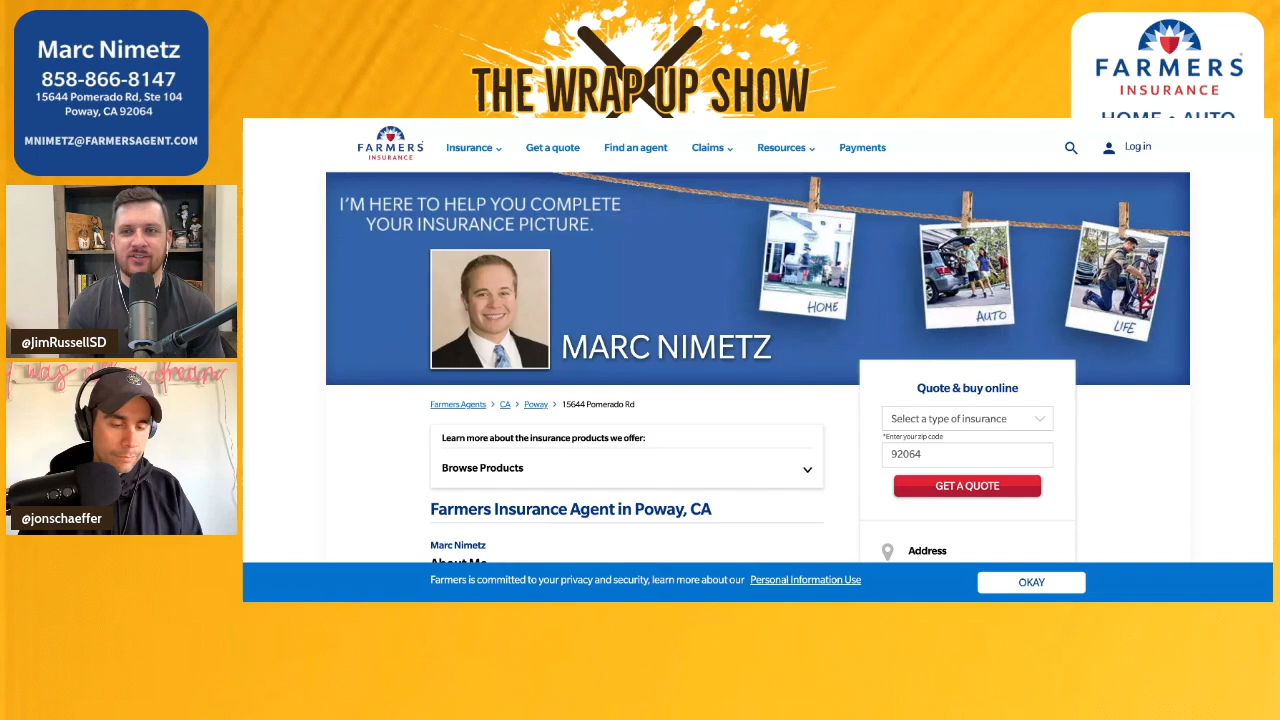 Marc Nimetz
858-866-8147
15644 Pomerado Rd, Ste 104
Poway, CA 92064
MNIMETZ@FARMERSAGENT.COM
THE WRAP UP SHOW
FARMERS
INSURANCE
HOME • AUTO
FARMERS
INSURANCE
Insurance
Get a quote
Find an agent
Claims
Resources
Payments
Log in
I'M HERE TO HELP YOU COMPLETE
YOUR INSURANCE PICTURE.
MARC NIMETZ
HOME
AUTO
LIFE
@JimRussellSD
@jonschaeffer
Farmers Agents > CA > Poway > 15644 Pomerado Rd
Learn more about the insurance products we offer:
Browse Products
Farmers Insurance Agent in Poway, CA
Marc Nimetz
About Me
Quote & buy online
Select a type of insurance
*Enter your zip code
92064
GET A QUOTE
Address
Farmers is committed to your privacy and security, learn more about our Personal Information Use
OKAY